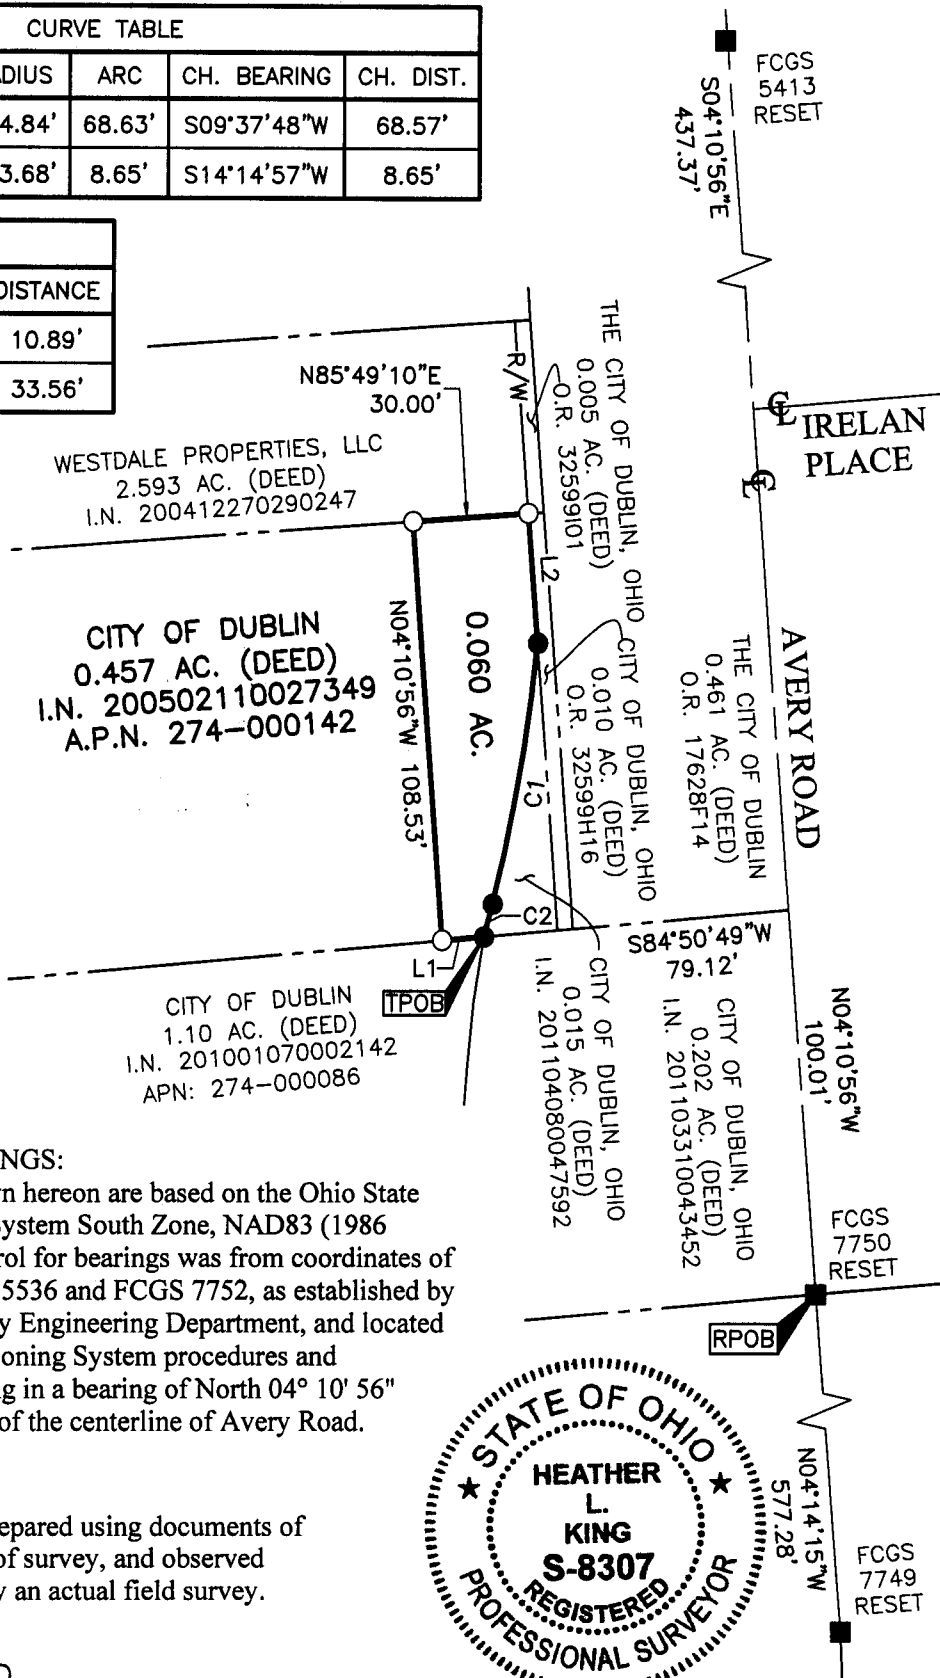 CURVE TABLE
ARC CH. BEARING CH. DIST.
4.84' 68.63' S09°37'48"W 68.57'
3.68' 8.65' S14°14'57"W 8.65'
DISTANCE
10.89'
33.56'
FCGS
5413
RESET
S04°10'56"E
437.37'
N85°49'10"E
30.00'
R/W
THE CITY OF DUBLIN, OHIO
0.005 AC. (DEED)
O.R. 32599I01
WESTDALE PROPERTIES, LLC
2.593 AC. (DEED)
I.N. 200412270290247
CL
IRELAN
PLACE
CL
L2
CITY OF DUBLIN
0.457 AC. (DEED)
I.N. 200502110027349
A.P.N. 274-000142
N04°10'56"W 108.53'
0.060 AC.
C1
CITY OF DUBLIN, OHIO
0.010 AC. (DEED)
O.R. 32599H16
THE CITY OF DUBLIN
0.461 AC. (DEED)
O.R. 17628F14
AVERY ROAD
C2
L1
TPOB
S84°50'49"W
79.12'
CITY OF DUBLIN
1.10 AC. (DEED)
I.N. 201001070002142
APN: 274-000086
CITY OF DUBLIN, OHIO
0.015 AC. (DEED)
I.N. 201104080047592
CITY OF DUBLIN, OHIO
0.202 AC. (DEED)
I.N. 201103310043452
N04°10'56"W
100.01'
FCGS
7750
RESET
RPOB
NGS:
n hereon are based on the Ohio State
ystem South Zone, NAD83 (1986
rol for bearings was from coordinates of
5536 and FCGS 7752, as established by
y Engineering Department, and located
oning System procedures and
g in a bearing of North 04° 10' 56"
of the centerline of Avery Road.
epared using documents of
of survey, and observed
y an actual field survey.
STATE OF OHIO
HEATHER
L.
KING
S-8307
REGISTERED
PROFESSIONAL SURVEYOR
N04°14'15"W
577.28'
FCGS
7749
RESET